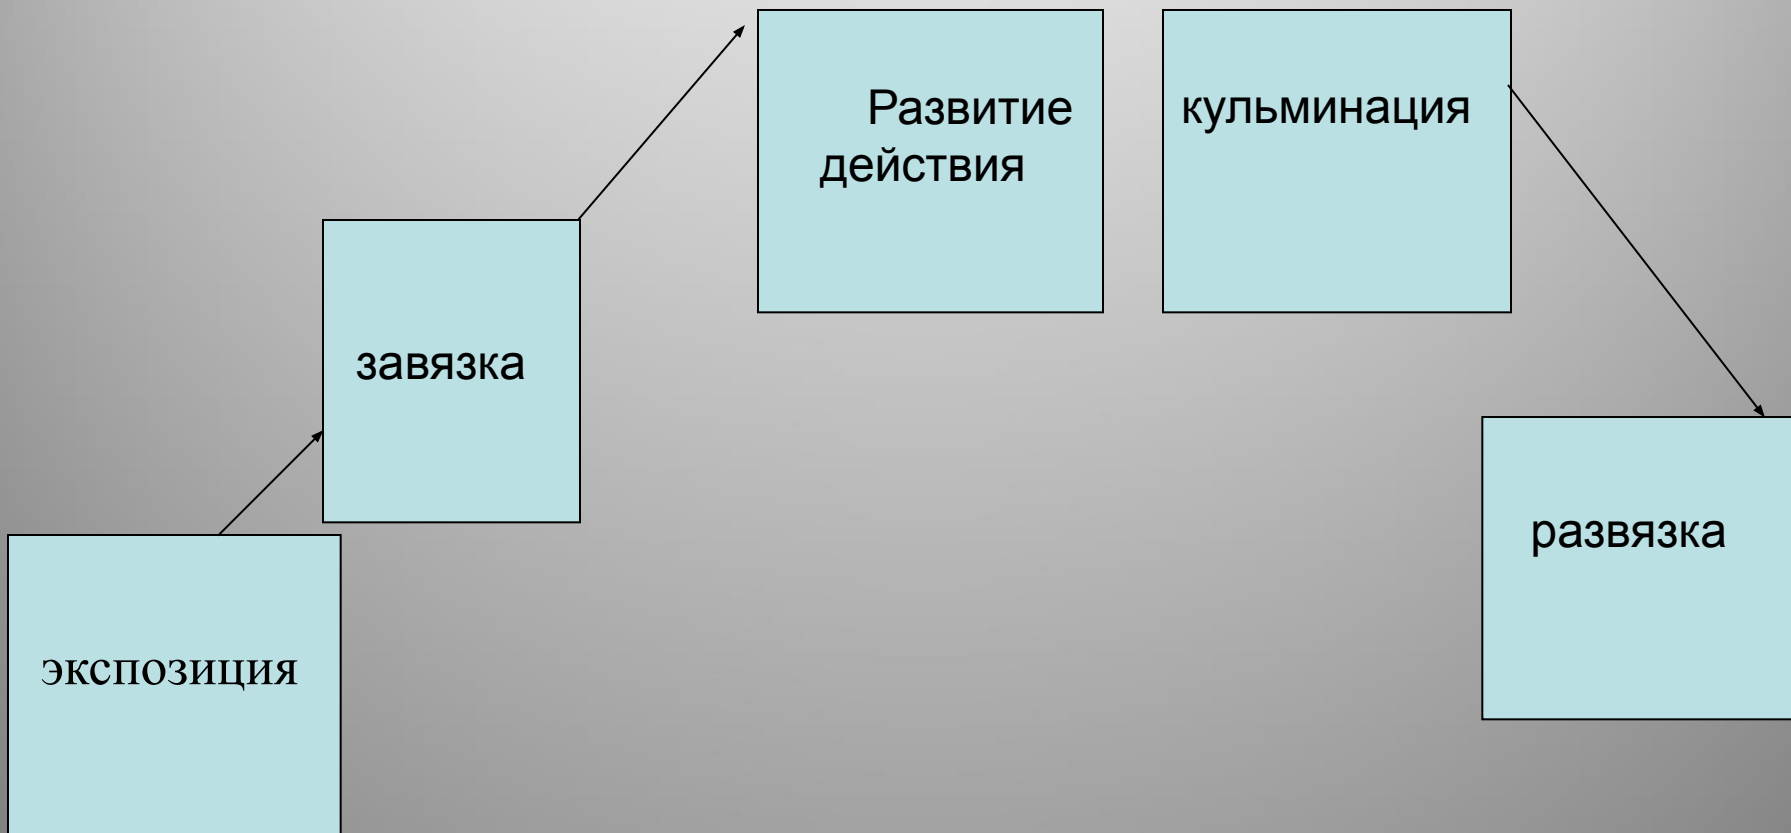 Развитие
действия
кульминация
завязка
развязка
экспозиция